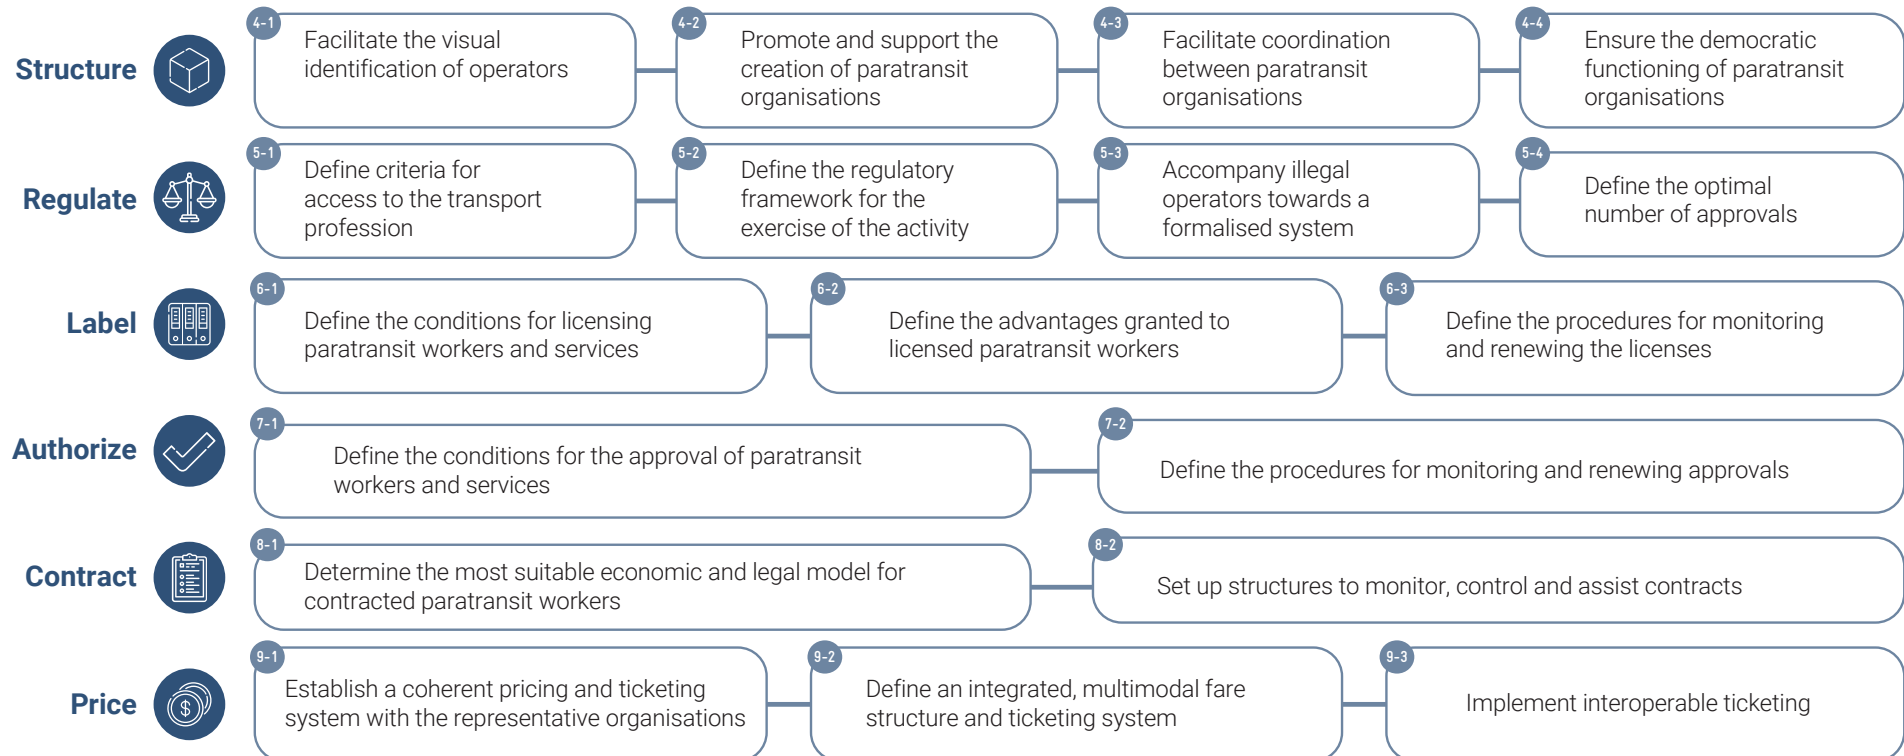 Structure
4-1
Facilitate the visual
identification of operators
4-2
Promote and support the
creation of paratransit
organisations
4-3
Facilitate coordination
between paratransit
organisations
4-4
Ensure the democratic
functioning of paratransit
organisations
Regulate
5-1
Define criteria for
access to the transport
profession
5-2
Define the regulatory
framework for the
exercise of the activity
5-3
Accompany illegal
operators towards a
formalised system
5-4
Define the optimal
number of approvals
Label
6-1
Define the conditions for licensing
paratransit workers and services
6-2
Define the advantages granted to
licensed paratransit workers
6-3
Define the procedures for monitoring
and renewing the licenses
Authorize
7-1
Define the conditions for the approval of paratransit
workers and services
7-2
Define the procedures for monitoring and renewing approvals
Contract
8-1
Determine the most suitable economic and legal model for
contracted paratransit workers
8-2
Set up structures to monitor, control and assist contracts
Price
9-1
Establish a coherent pricing and ticketing
system with the representative organisations
9-2
Define an integrated, multimodal fare
structure and ticketing system
9-3
Implement interoperable ticketing
$